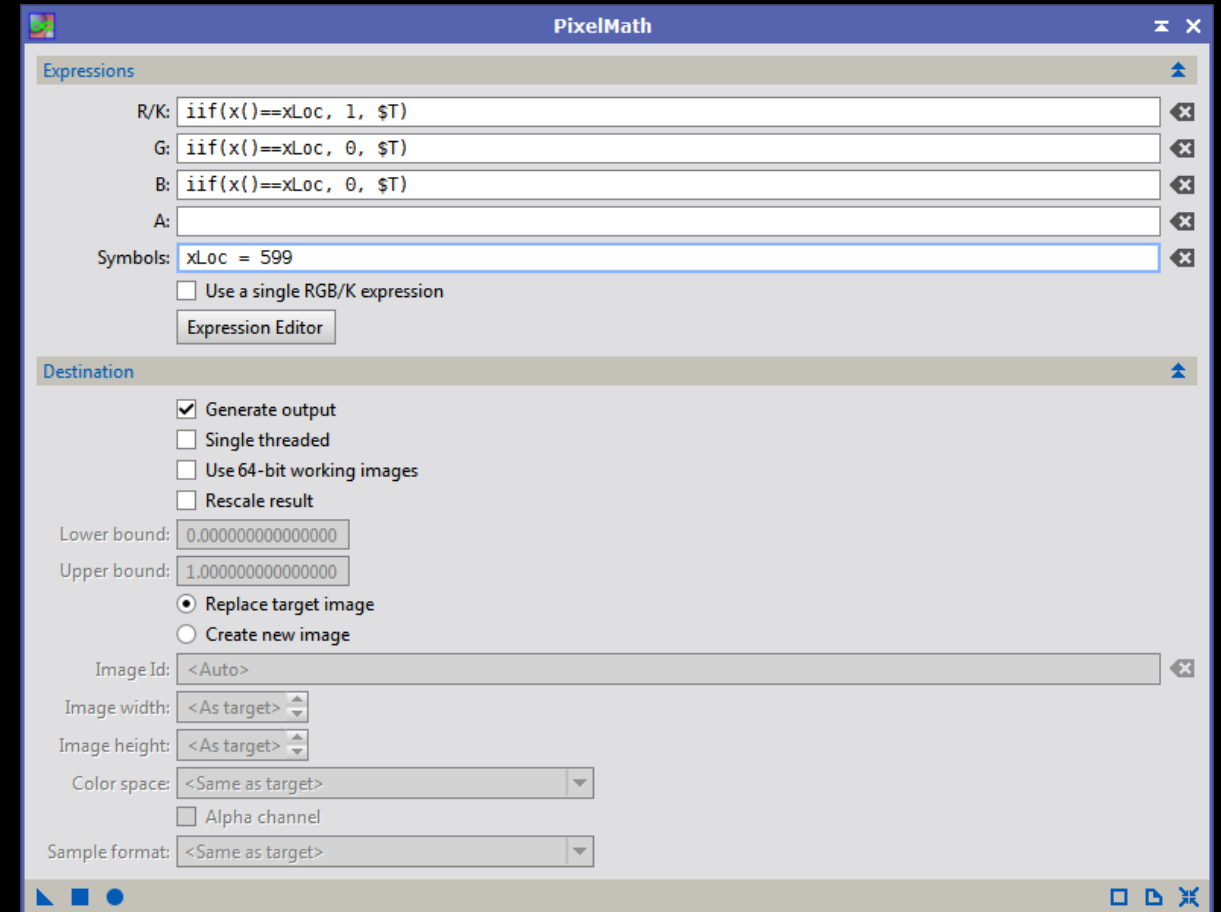 PixelMath
Expressions
R/K: iif(x()==xLoc, 1, $T)
G: iif(x()==xLoc, 0, $T)
B: iif(x()==xLoc, 0, $T)
A:
Symbols: xLoc = 599
Use a single RGB/K expression
Expression Editor
Destination
Generate output
Single threaded
Use 64-bit working images
Rescale result
Lower bound: 0.000000000000000
Upper bound: 1.000000000000000
Replace target image
Create new image
Image Id: <Auto>
Image width: <As target>
Image height: <As target>
Color space: <Same as target>
Alpha channel
Sample format: <Same as target>